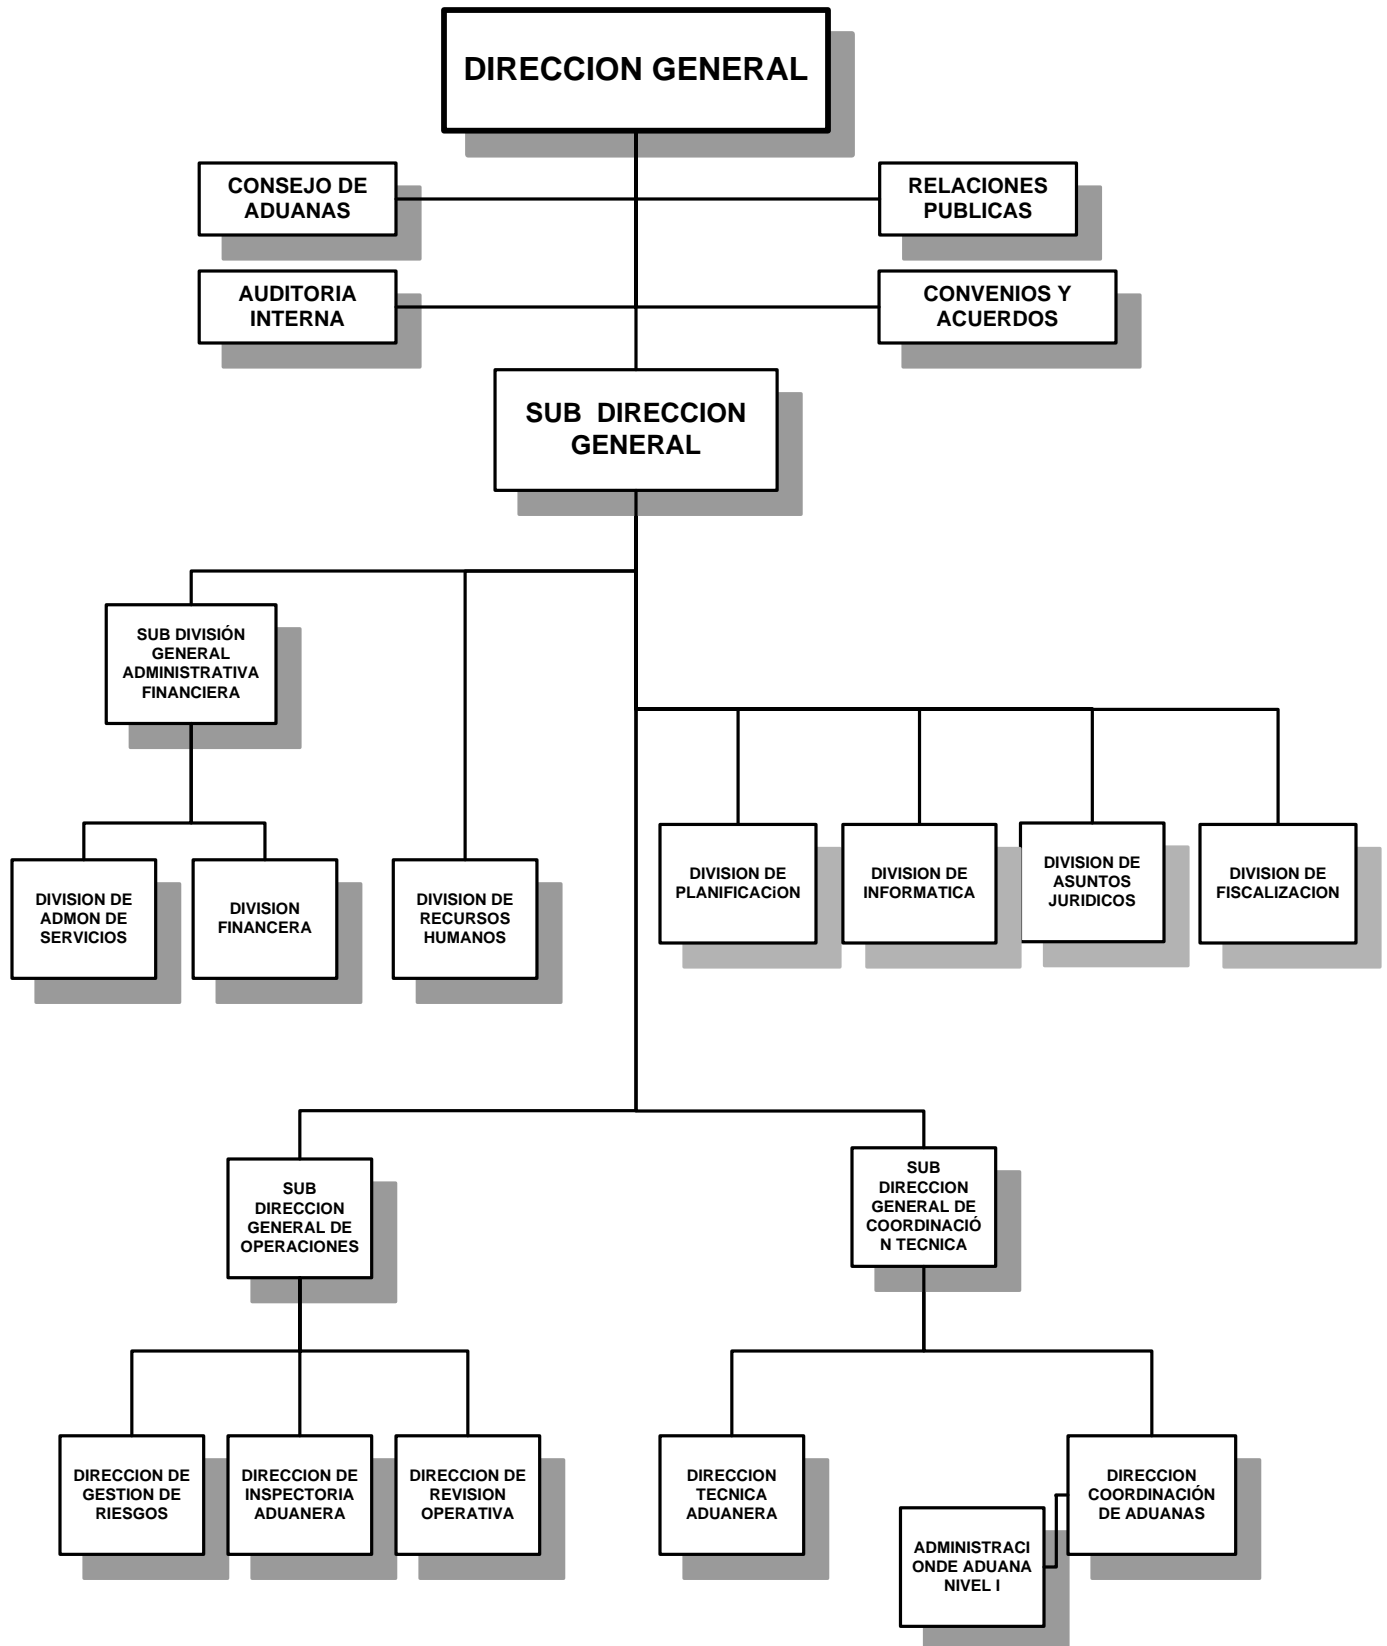 DIRECCION GENERAL
CONSEJO DE
ADUANAS
RELACIONES
PUBLICAS
AUDITORIA
INTERNA
CONVENIOS Y
ACUERDOS
SUB  DIRECCION
GENERAL
SUB DIVISIÓN
GENERAL
ADMINISTRATIVA
FINANCIERA
DIVISION DE
ADMON DE
SERVICIOS
DIVISION
FINANCERA
DIVISION DE
RECURSOS
HUMANOS
DIVISION DE
PLANIFICACiON
DIVISION DE
INFORMATICA
DIVISION DE
ASUNTOS
JURIDICOS
DIVISION DE
FISCALIZACION
SUB
DIRECCION
GENERAL DE
OPERACIONES
SUB
DIRECCION
GENERAL DE
COORDINACIÓ
N TECNICA
DIRECCION DE
GESTION DE
RIESGOS
DIRECCION DE
INSPECTORIA
ADUANERA
DIRECCION DE
REVISION
OPERATIVA
DIRECCION
TECNICA
ADUANERA
DIRECCION
COORDINACIÓN
DE ADUANAS
ADMINISTRACI
ONDE ADUANA
NIVEL I